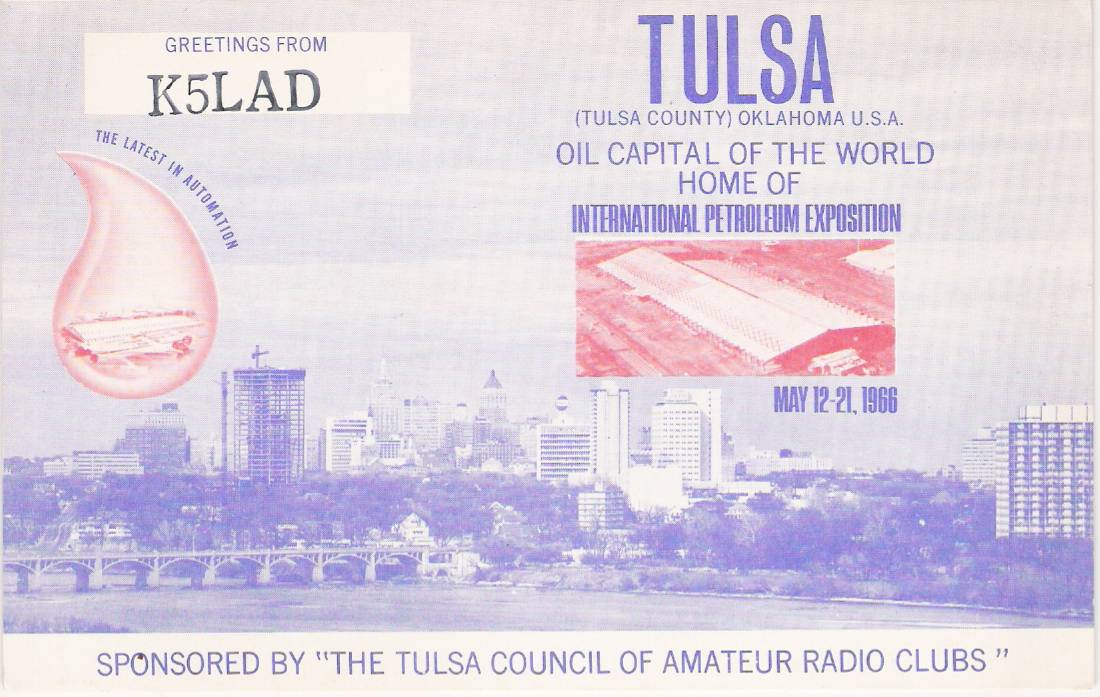 GREETINGS FROM
K5LAD
THE LATEST IN AUTOMATION
TULSA
(TULSA COUNTY) OKLAHOMA U.S.A.
OIL CAPITAL OF THE WORLD
HOME OF
INTERNATIONAL PETROLEUM EXPOSITION
MAY 12-21, 1966
SPONSORED BY "THE TULSA COUNCIL OF AMATEUR RADIO CLUBS"